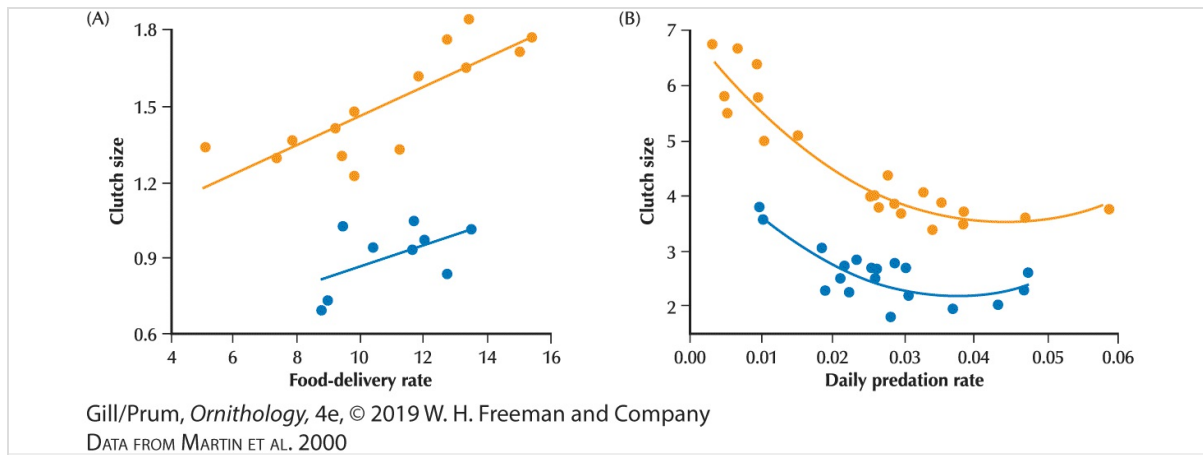 (A)
1.8
1.5
1.2
0.9
0.6
Clutch size
4 6 8 10 12 14 16
Food-delivery rate
(B)
7
6
5
4
3
2
Clutch size
0.00 0.01 0.02 0.03 0.04 0.05 0.06
Daily predation rate
Gill/Prum, Ornithology, 4e, © 2019 W. H. Freeman and Company
DATA FROM MARTIN ET AL. 2000